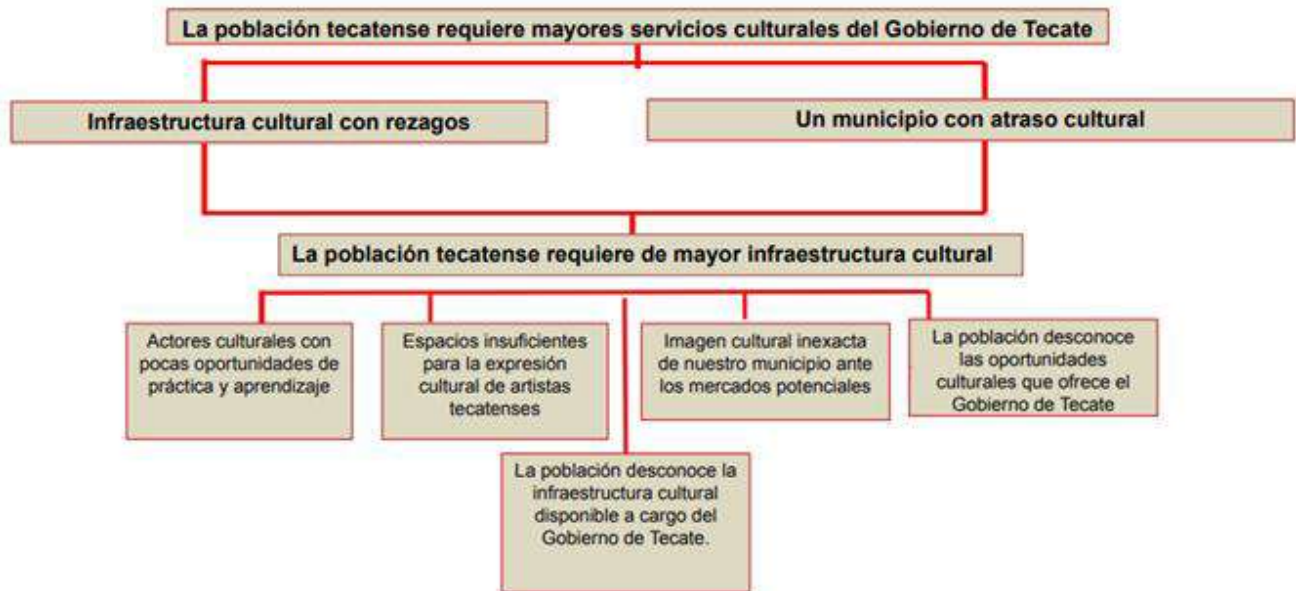 La población tecatense requiere mayores servicios culturales del Gobierno de Tecate
Infraestructura cultural con rezagos
Un municipio con atraso cultural
La población tecatense requiere de mayor infraestructura cultural
Actores culturales con
pocas oportunidades de
práctica y aprendizaje
Espacios insuficientes
para la expresión
cultural de artistas
tecatenses
Imagen cultural inexacta
de nuestro municipio ante
los mercados potenciales
La población desconoce
las oportunidades
culturales que ofrece el
Gobierno de Tecate
La población desconoce la
infraestructura cultural
disponible a cargo del
Gobierno de Tecate.